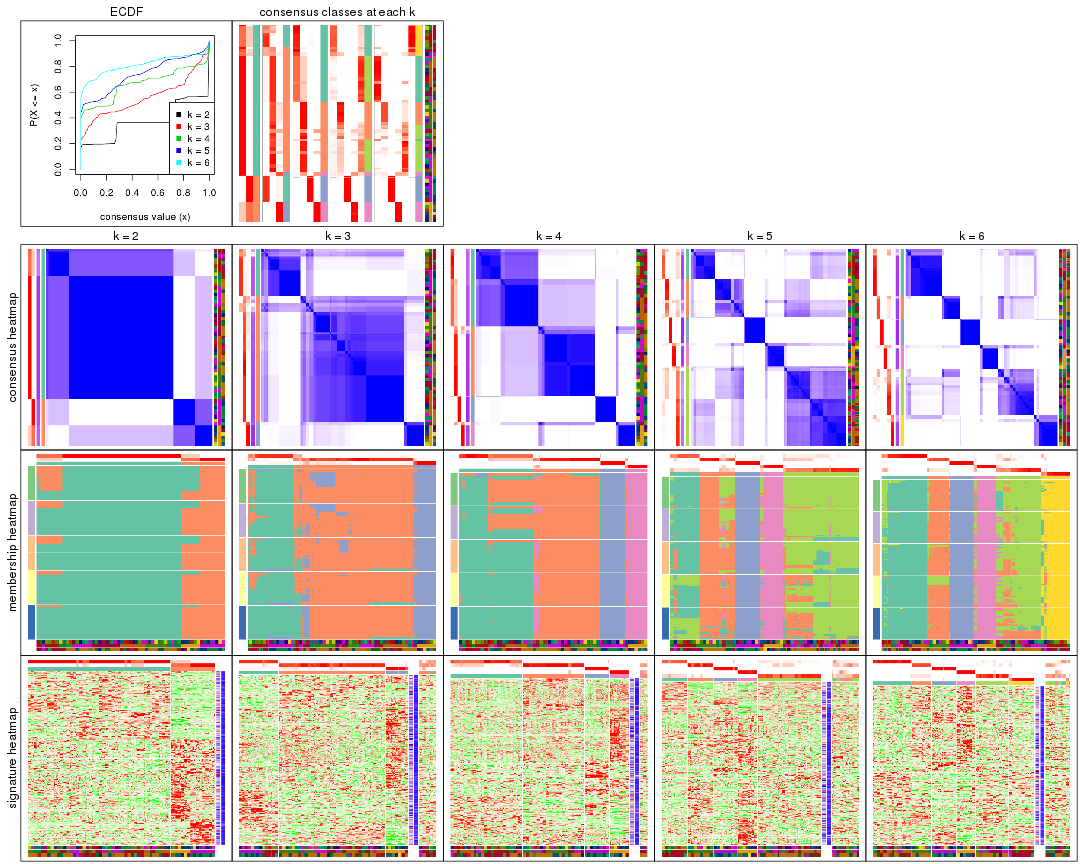 ECDF
consensus classes at each k
P(X <= x)
0.0 0.2 0.4 0.6 0.8 1.0
k = 2
k = 3
k = 4
k = 5
k = 6
0.0 0.2 0.4 0.6 0.8 1.0
consensus value (x)
k = 2
k = 3
k = 4
k = 5
k = 6
consensus heatmap
membership heatmap
signature heatmap